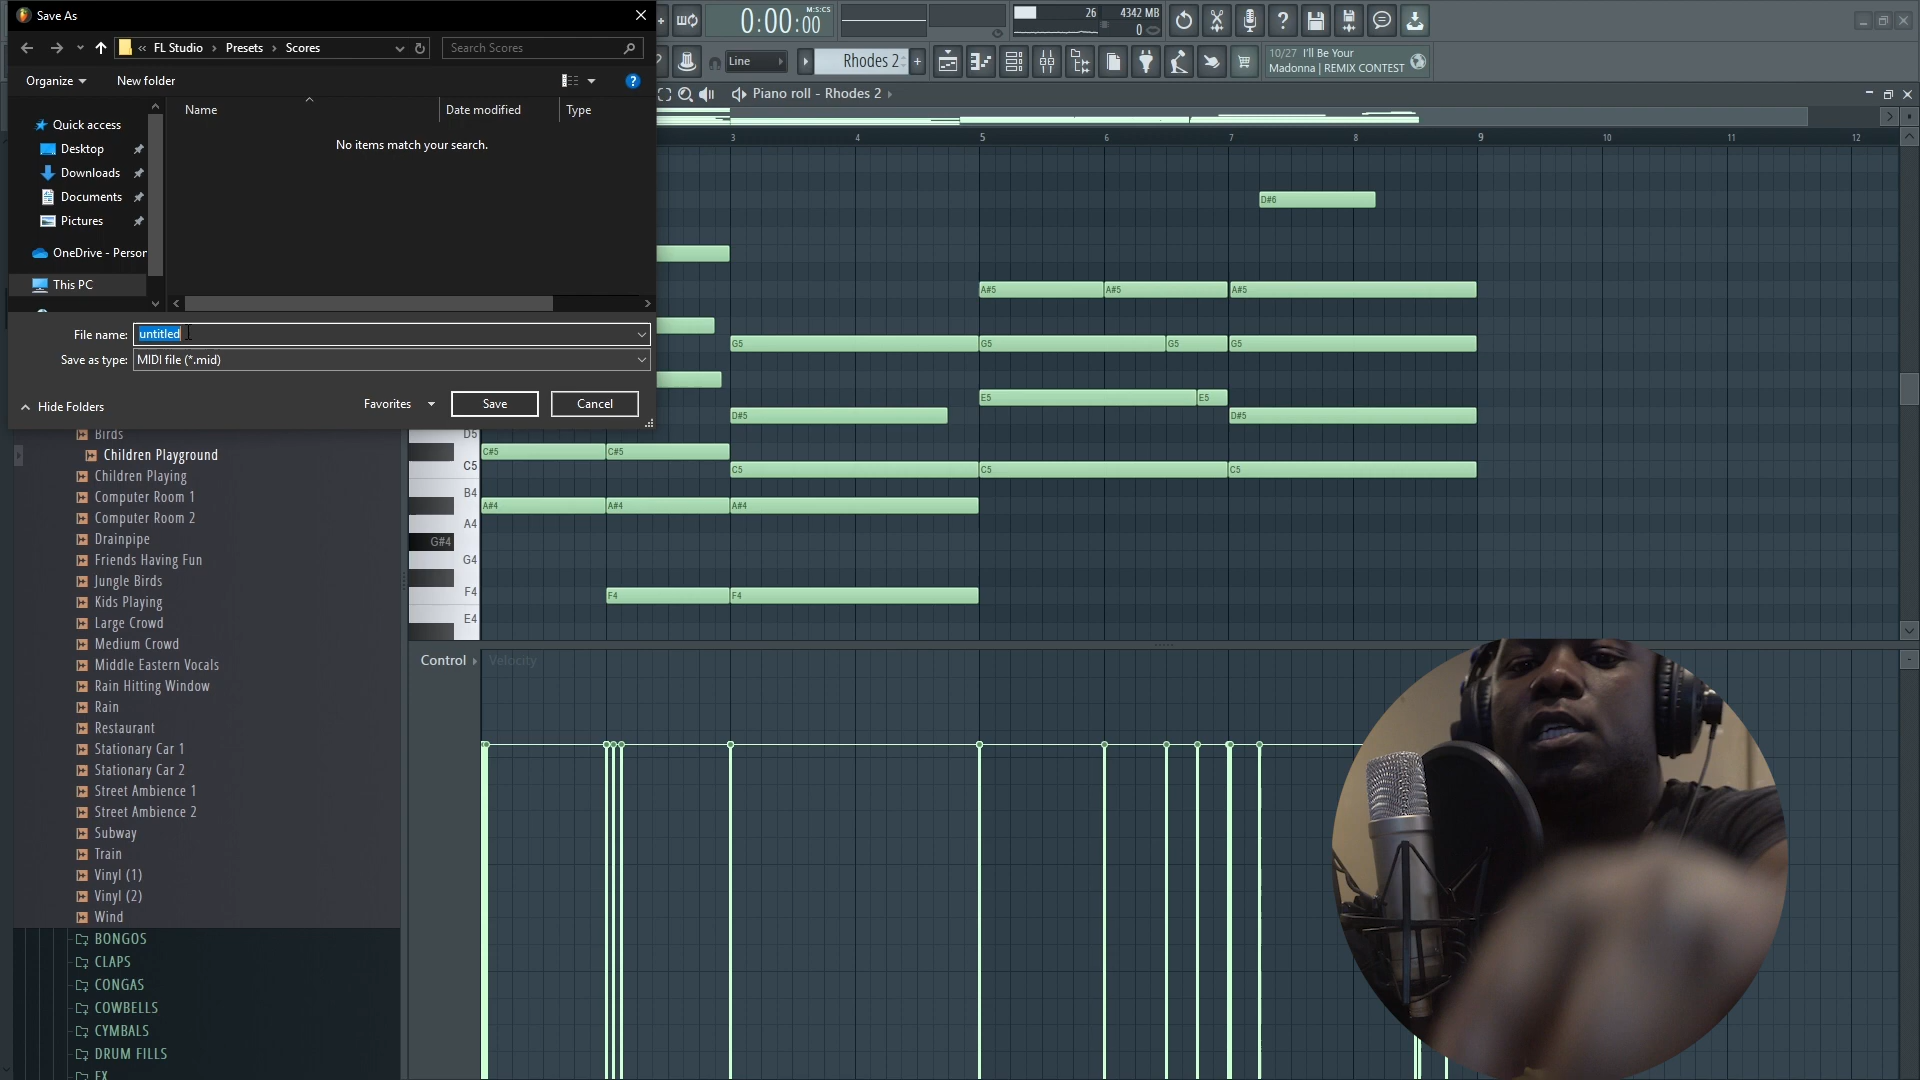 Save As
FL Studio
Presets
Scores
Search Scores
Organize
New folder
Name
Date modified
Type
No items match your search.
Quick access
Desktop
Downloads
Documents
Pictures
OneDrive - Person
This PC
File name:
untitled
Save as type:
MIDI file (*.mid)
Hide Folders
Favorites
Save
Cancel
0:00:00
M:S:CS
26
4342 MB
0
Line
Rhodes 2
10/27 I'll Be Your
Madonna | REMIX CONTEST
Piano roll - Rhodes 2
3
4
5
6
7
8
9
10
11
12
D#6
A#5
A#5
A#5
G5
G5
G5
G5
E5
E5
D#5
D#5
D5
C#5
C#5
C5
C5
C5
C5
B4
A#4
A#4
A#4
A4
G#4
G4
F4
F4
F4
E4
Control
Velocity
Birds
Children Playground
Children Playing
Computer Room 1
Computer Room 2
Drainpipe
Friends Having Fun
Jungle Birds
Kids Playing
Large Crowd
Medium Crowd
Middle Eastern Vocals
Rain Hitting Window
Rain
Restaurant
Stationary Car 1
Stationary Car 2
Street Ambience 1
Street Ambience 2
Subway
Train
Vinyl (1)
Vinyl (2)
Wind
BONGOS
CLAPS
CONGAS
COWBELLS
CYMBALS
DRUM FILLS
FX